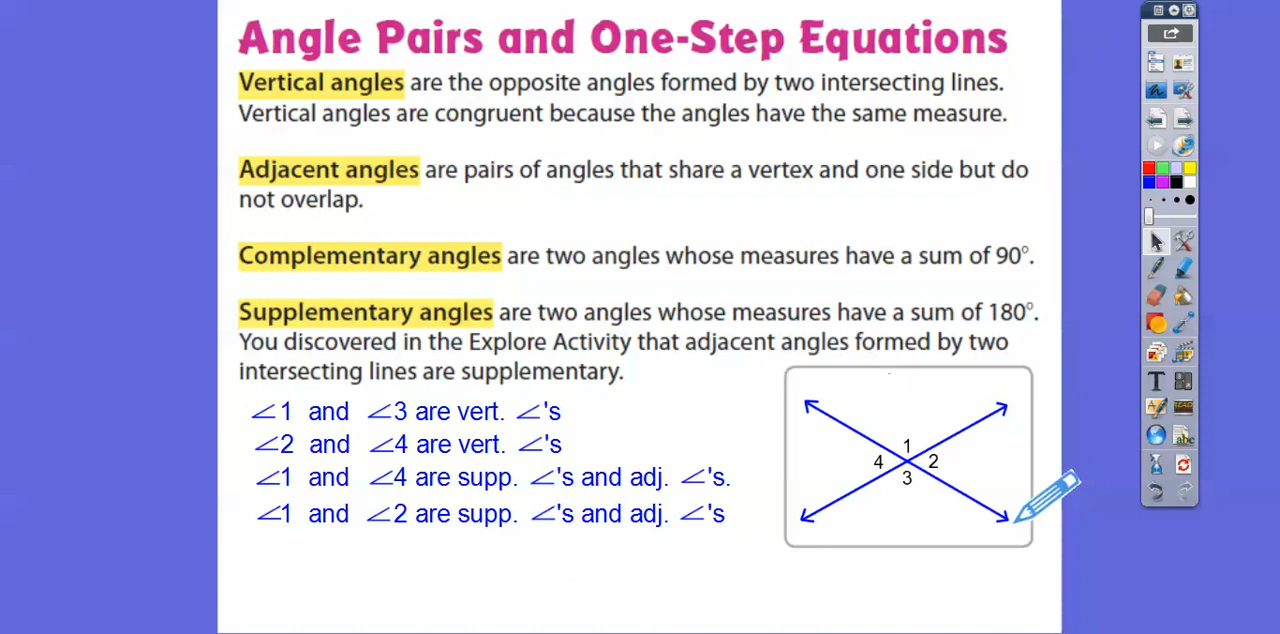 Angle Pairs and One-Step Equations
Vertical angles are the opposite angles formed by two intersecting lines.
Vertical angles are congruent because the angles have the same measure.
Adjacent angles are pairs of angles that share a vertex and one side but do
not overlap.
Complementary angles are two angles whose measures have a sum of 90°.
Supplementary angles are two angles whose measures have a sum of 180°.
You discovered in the Explore Activity that adjacent angles formed by two
intersecting lines are supplementary.
∠1 and ∠3 are vert. ∠'s
∠2 and ∠4 are vert. ∠'s
∠1 and ∠4 are supp. ∠'s and adj. ∠'s.
∠1 and ∠2 are supp. ∠'s and adj. ∠'s
1
4 2
3
T
abc